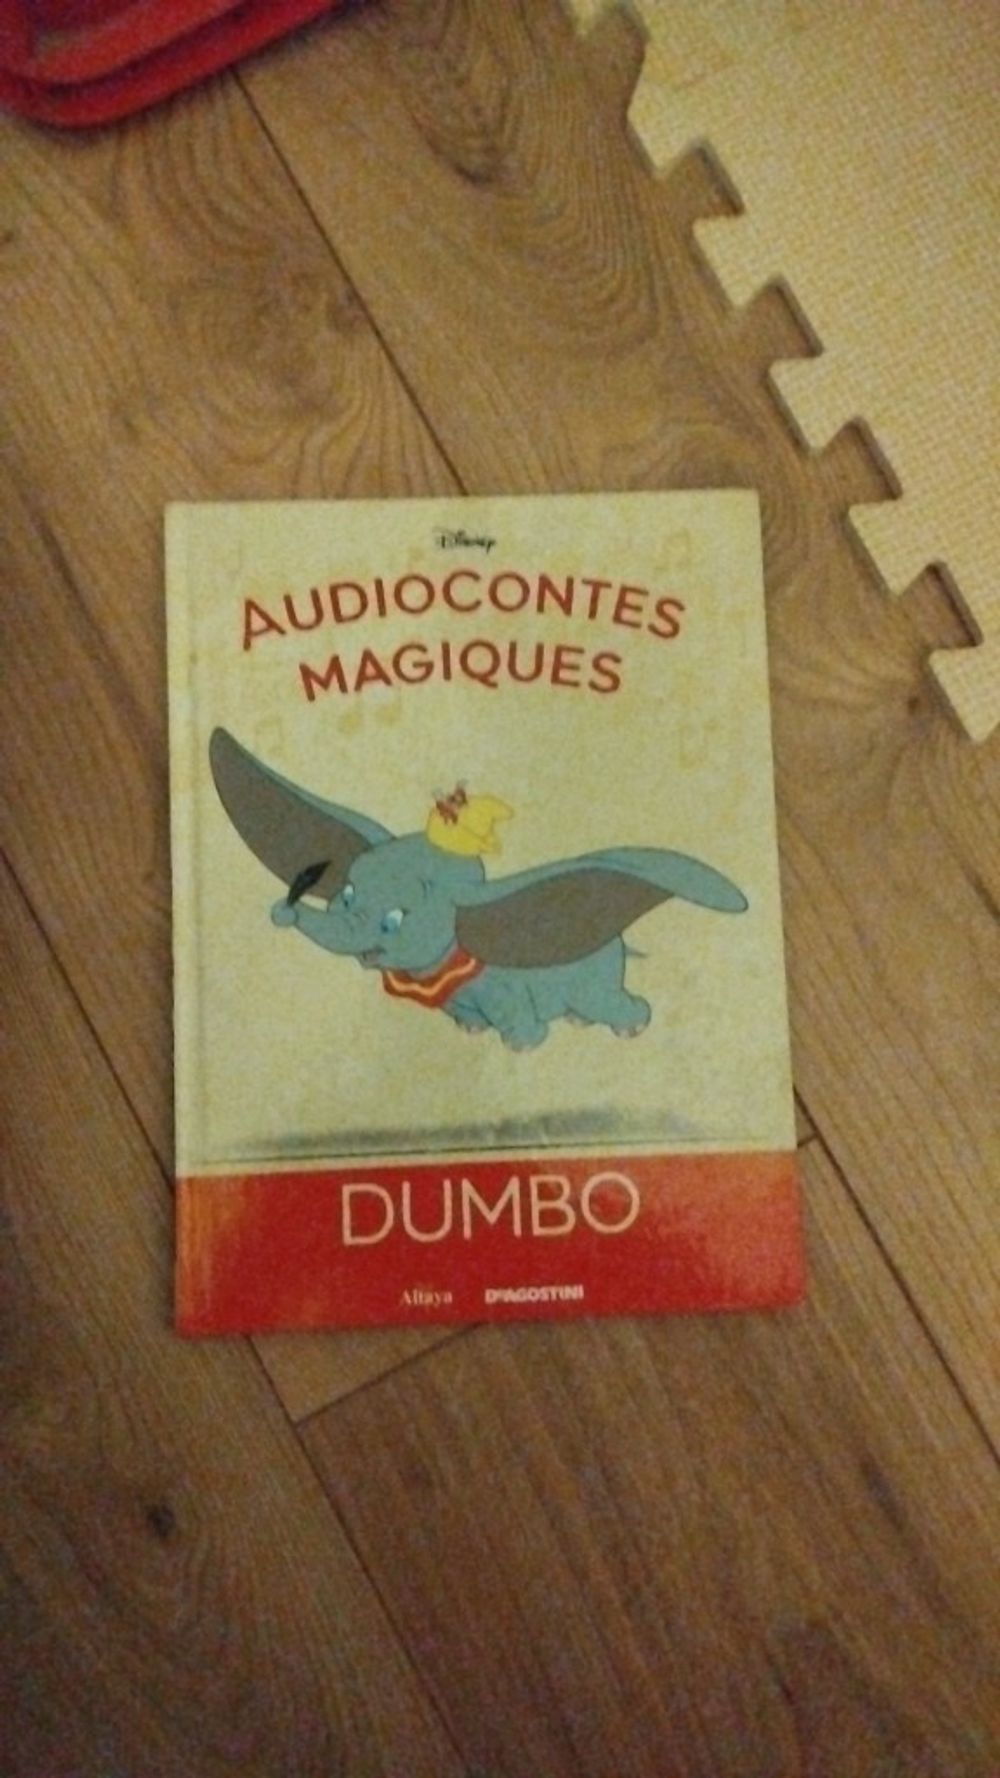 Disney
AUDIOCONTES
MAGIQUES
DUMBO
Altaya DeAGOSTINI